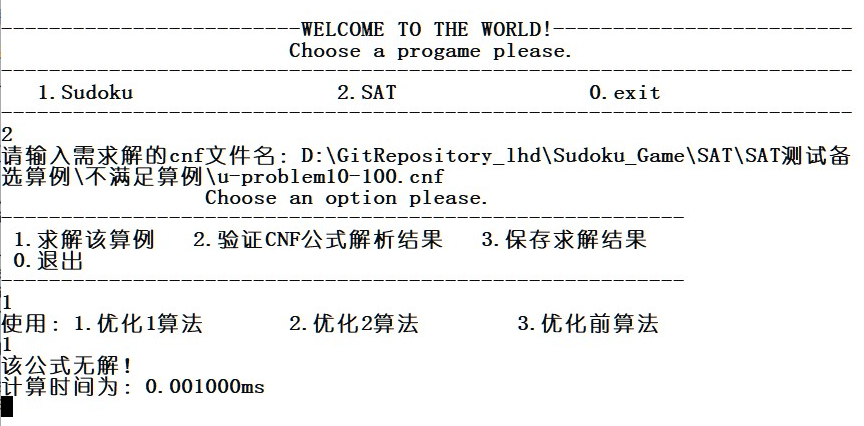 --------------------------WELCOME TO THE WORLD!--------------------------
Choose a progame please.
--------------------------------------------------------------------------
1.Sudoku 2.SAT 0.exit
--------------------------------------------------------------------------
2
请输入需求解的cnf文件名: D:\GitRepository_lhd\Sudoku_Game\SAT\SAT测试备
选算例\不满足算例\u-problem10-100.cnf
Choose an option please.
----------------------------------------------------------
1.求解该算例 2.验证CNF公式解析结果 3.保存求解结果
0.退出
----------------------------------------------------------
1
使用: 1.优化1算法 2.优化2算法 3.优化前算法
1
该公式无解!
计算时间为: 0.001000ms